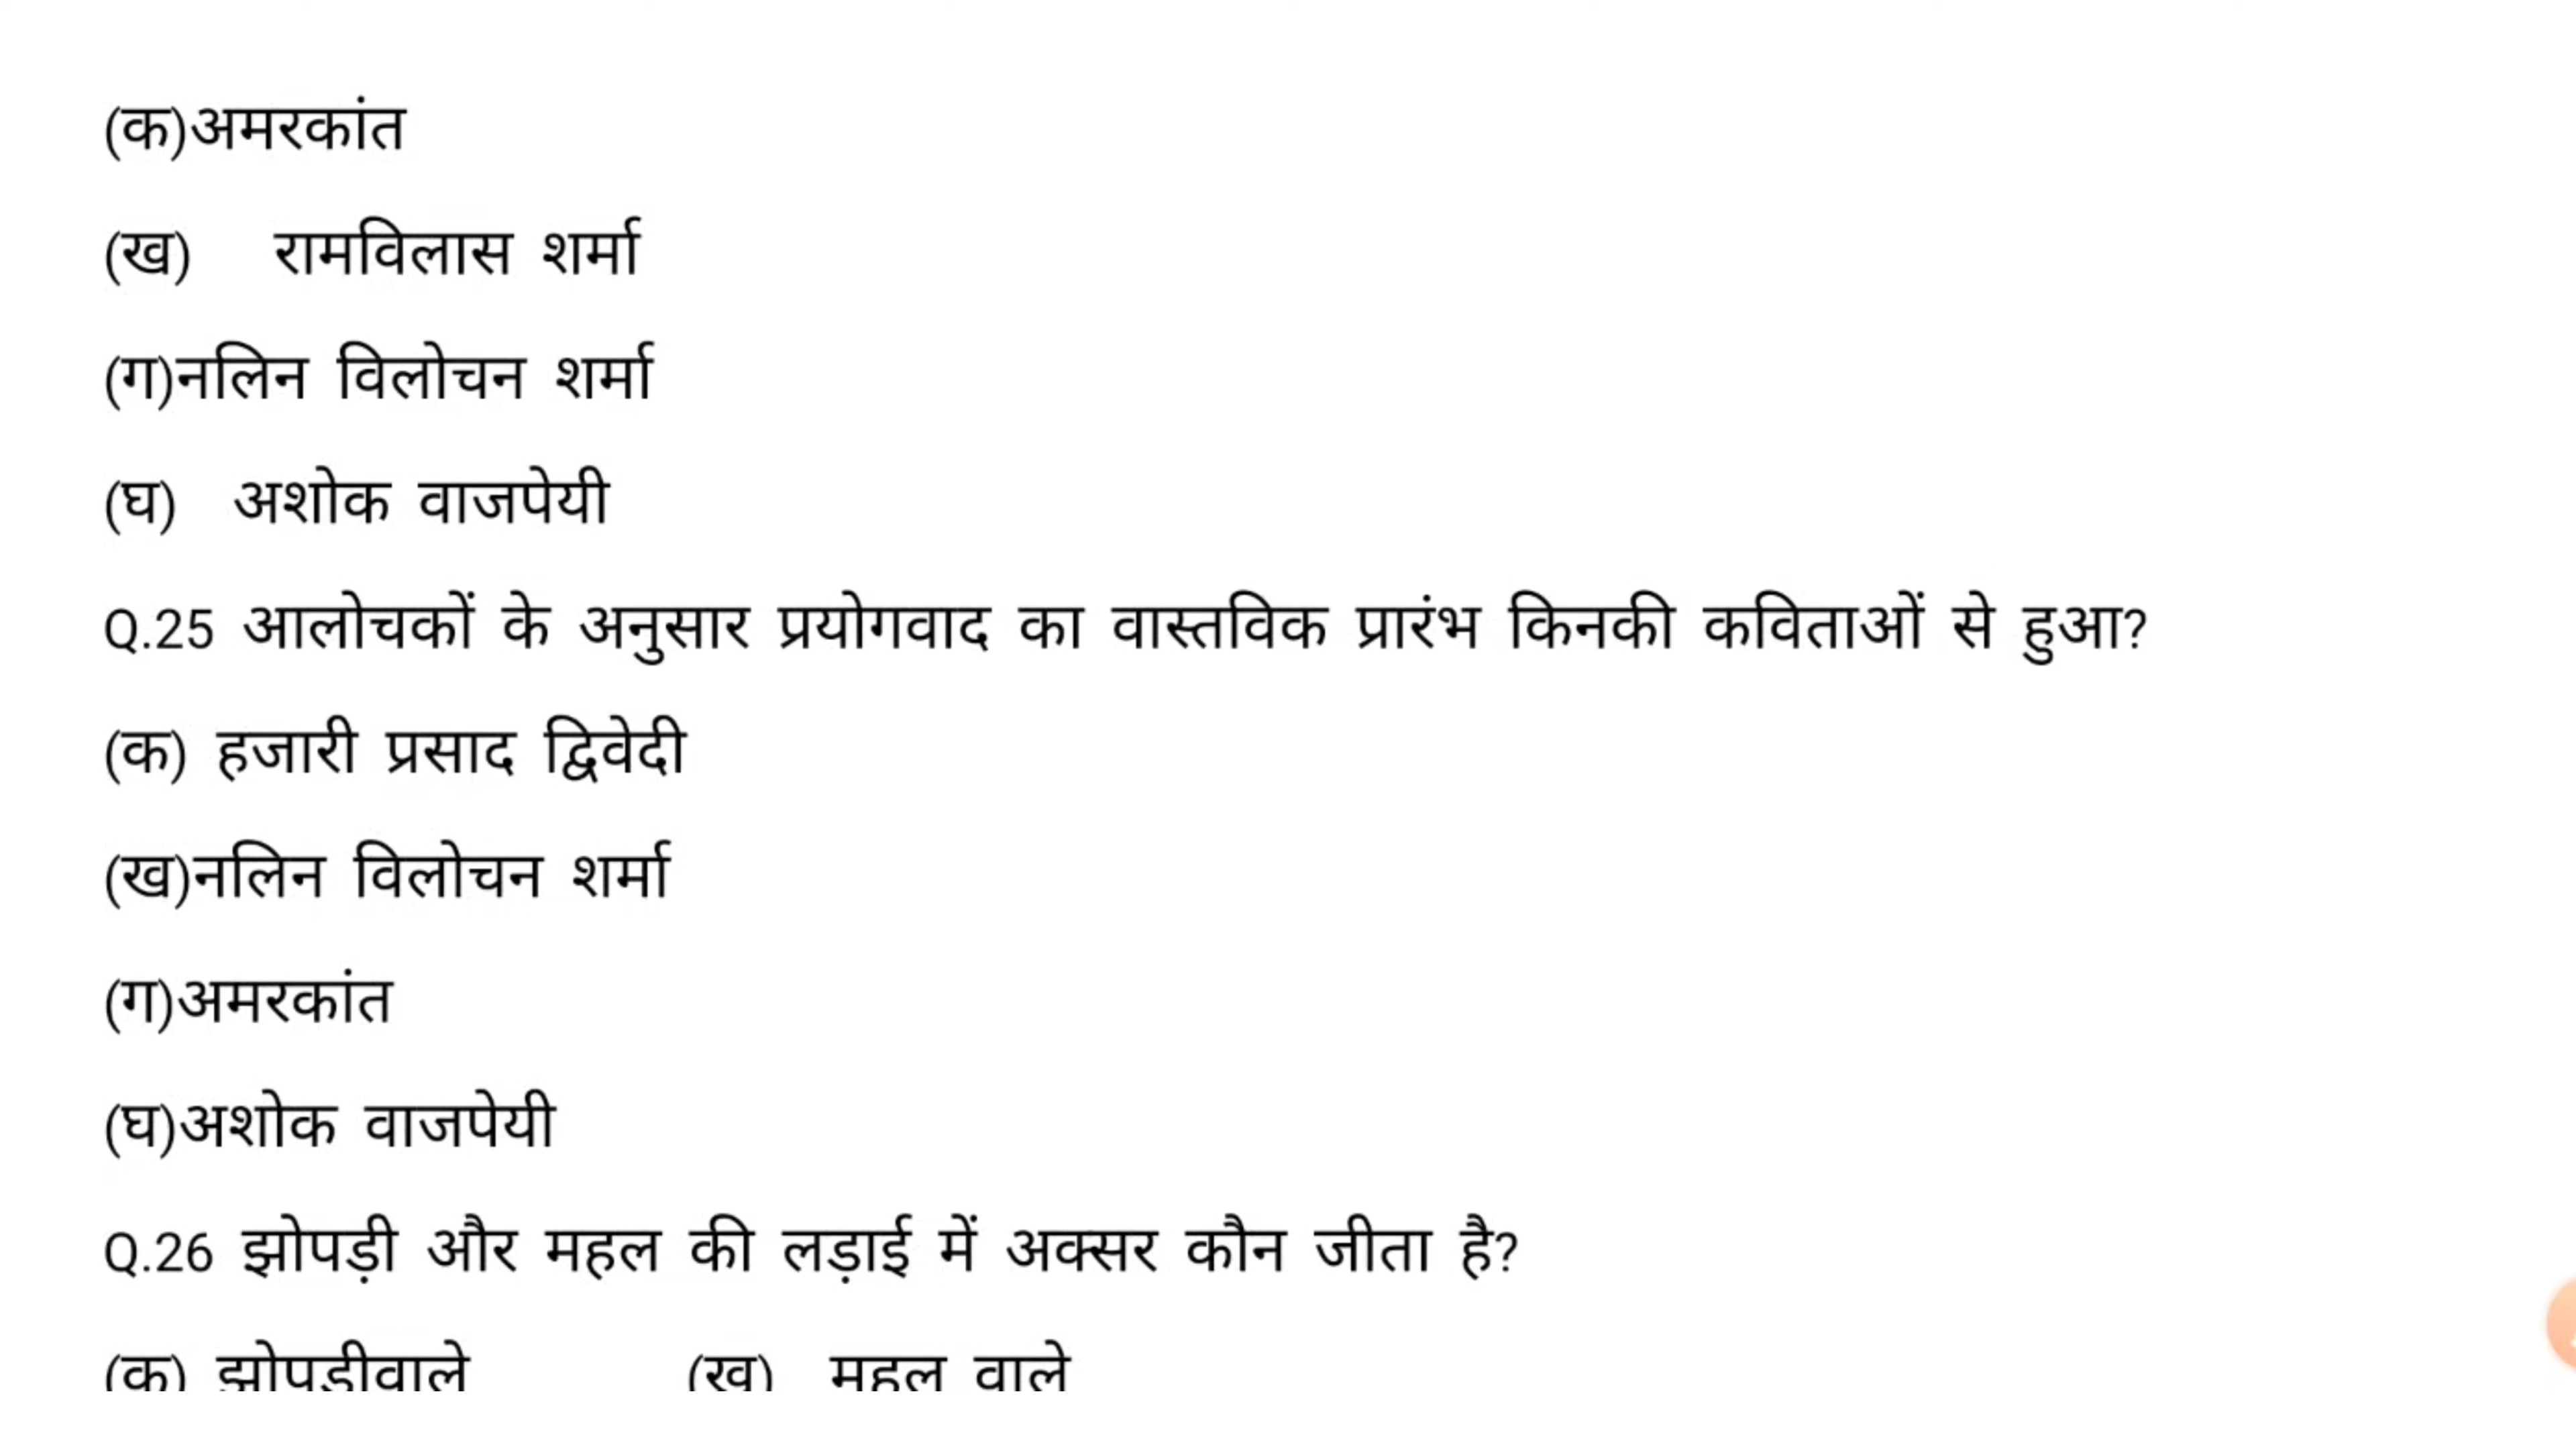 (क)अमरकांत
(ख) रामविलास शर्मा
(ग)नलिन विलोचन शर्मा
(घ) अशोक वाजपेयी
Q.25 आलोचकों के अनुसार प्रयोगवाद का वास्तविक प्रारंभ किनकी कविताओं से हुआ?
(क) हजारी प्रसाद द्विवेदी
(ख)नलिन विलोचन शर्मा
(ग)अमरकांत
(घ)अशोक वाजपेयी
Q.26 झोपड़ी और महल की लड़ाई में अक्सर कौन जीता है?
(क) झोपड़ीवाले (ख) महल वाले